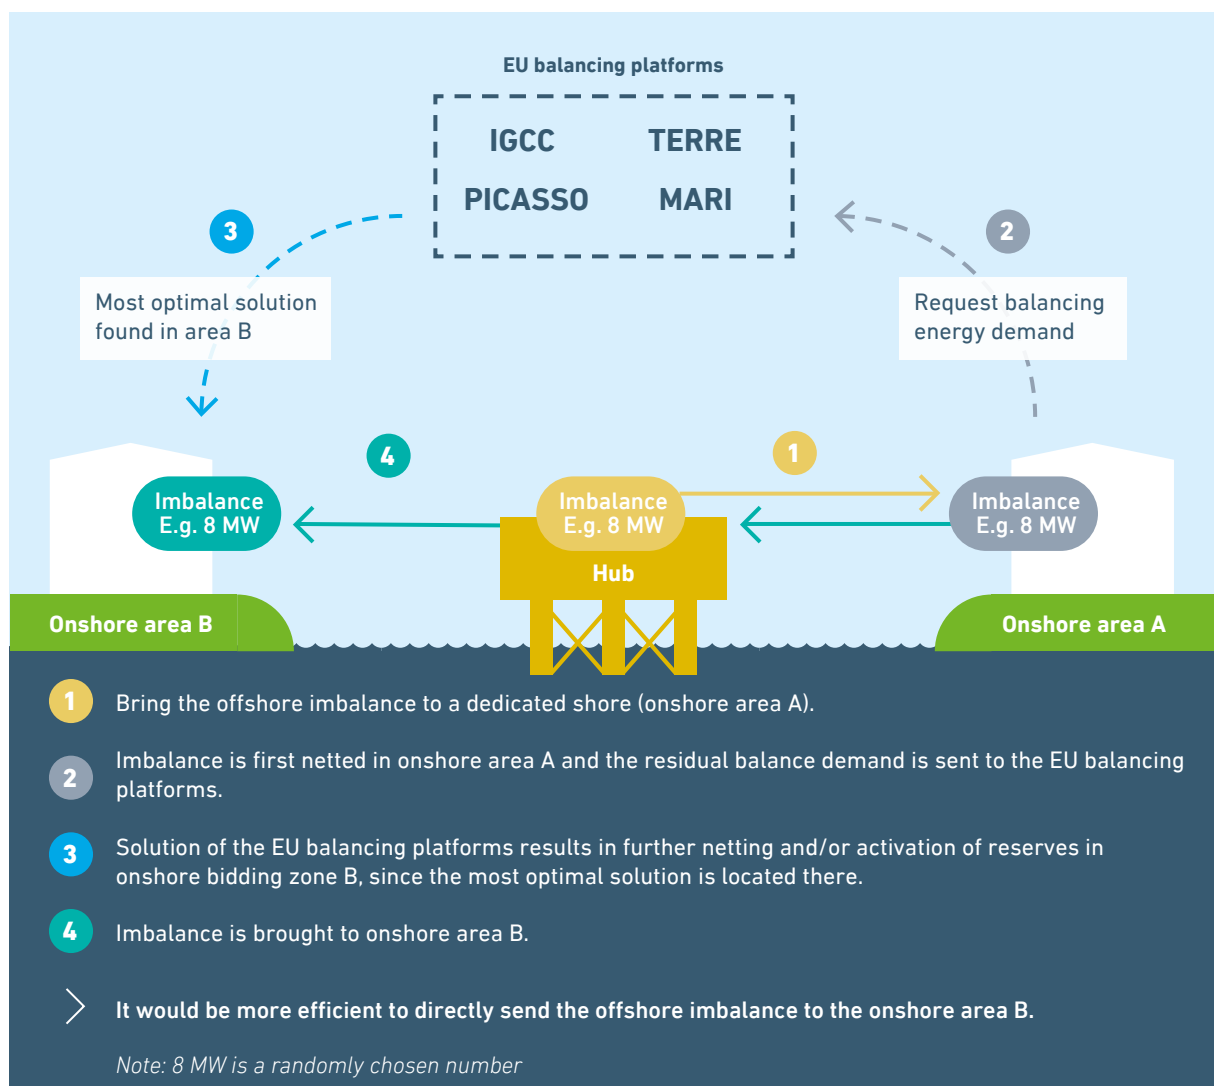 EU balancing platforms
IGCC TERRE
PICASSO MARI
3
2
Most optimal solution
found in area B
Request balancing
energy demand
4
1
Imbalance
E.g. 8 MW
Imbalance
E.g. 8 MW
Imbalance
E.g. 8 MW
Hub
Onshore area B
Onshore area A
1 Bring the offshore imbalance to a dedicated shore (onshore area A).
2 Imbalance is first netted in onshore area A and the residual balance demand is sent to the EU balancing
platforms.
3 Solution of the EU balancing platforms results in further netting and/or activation of reserves in
onshore bidding zone B, since the most optimal solution is located there.
4 Imbalance is brought to onshore area B.
It would be more efficient to directly send the offshore imbalance to the onshore area B.
Note: 8 MW is a randomly chosen number